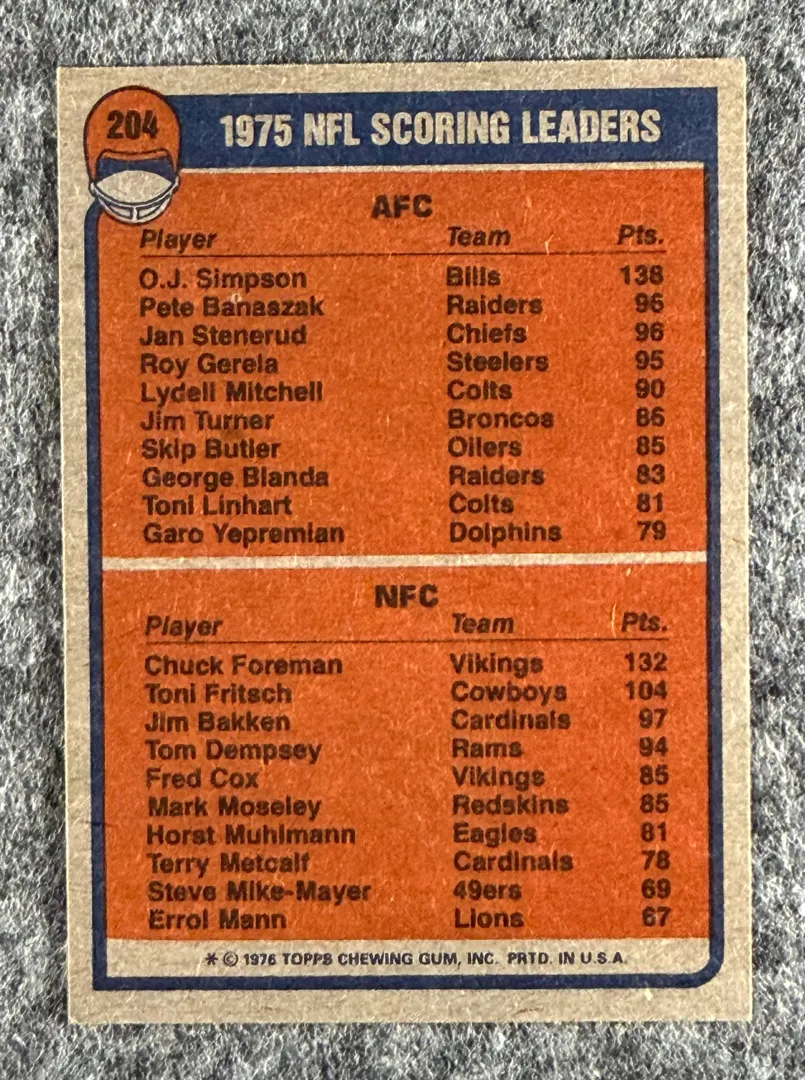 204
1975 NFL SCORING LEADERS
AFC
Player Team Pts.
O.J. Simpson Bills 138
Pete Banaszak Raiders 96
Jan Stenerud Chiefs 96
Roy Gerela Steelers 95
Lydell Mitchell Colts 90
Jim Turner Broncos 86
Skip Butler Oilers 85
George Blanda Raiders 83
Toni Linhart Colts 81
Garo Yepremian Dolphins 79
NFC
Player Team Pts.
Chuck Foreman Vikings 132
Toni Fritsch Cowboys 104
Jim Bakken Cardinals 97
Tom Dempsey Rams 94
Fred Cox Vikings 85
Mark Moseley Redskins 85
Horst Muhlmann Eagles 81
Terry Metcalf Cardinals 78
Steve Mike-Mayer 49ers 69
Errol Mann Lions 67
* © 1976 TOPPS CHEWING GUM, INC. PRTD. IN U.S.A.